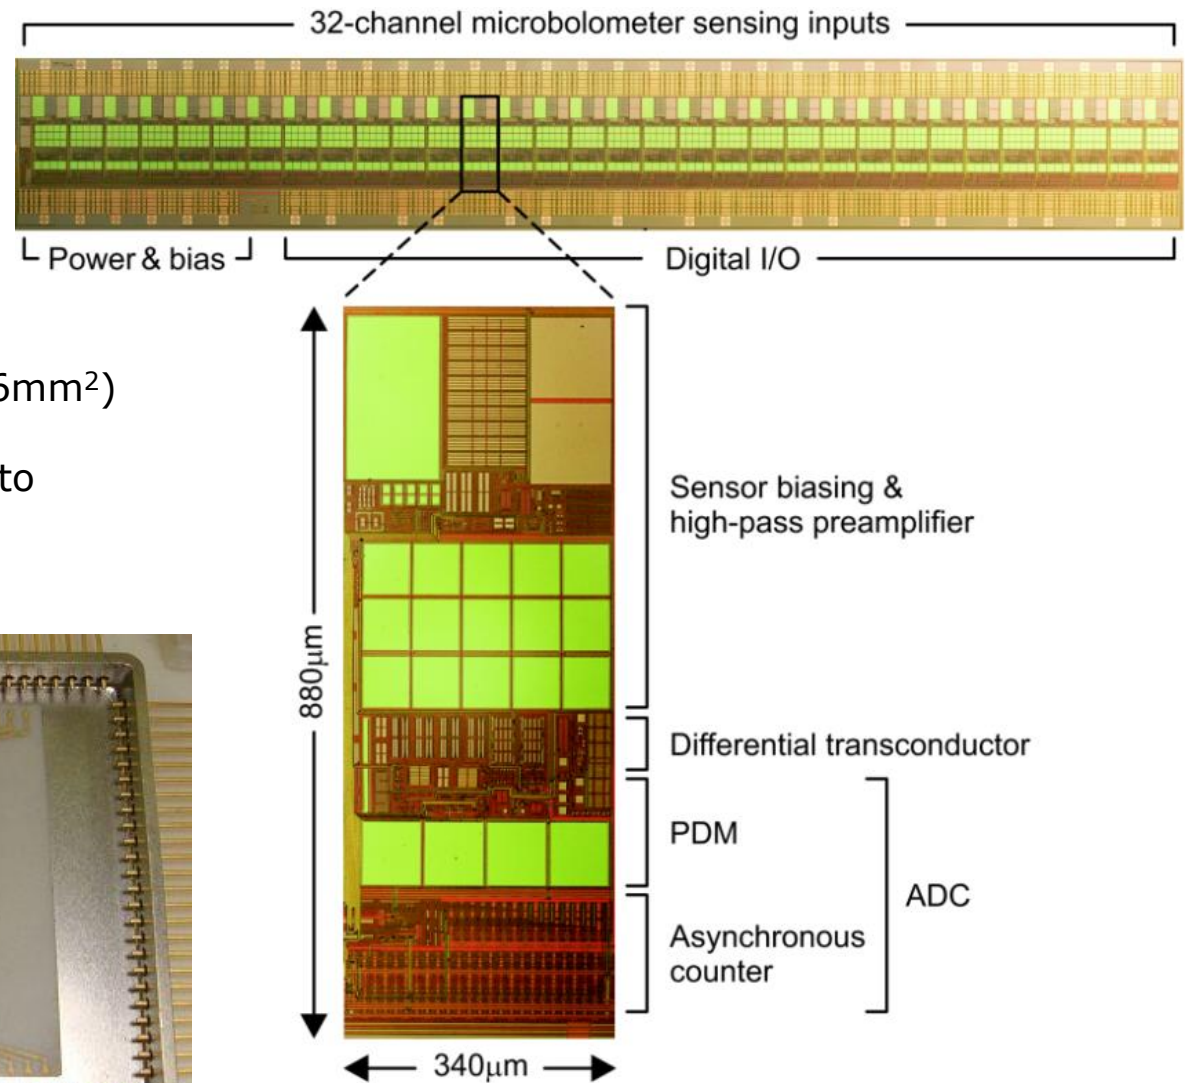 32-channel microbolometer sensing inputs
Power & bias
Digital I/O
6mm²)
to
Sensor biasing &
high-pass preamplifier
880µm
Differential transconductor
PDM
ADC
Asynchronous
counter
340µm